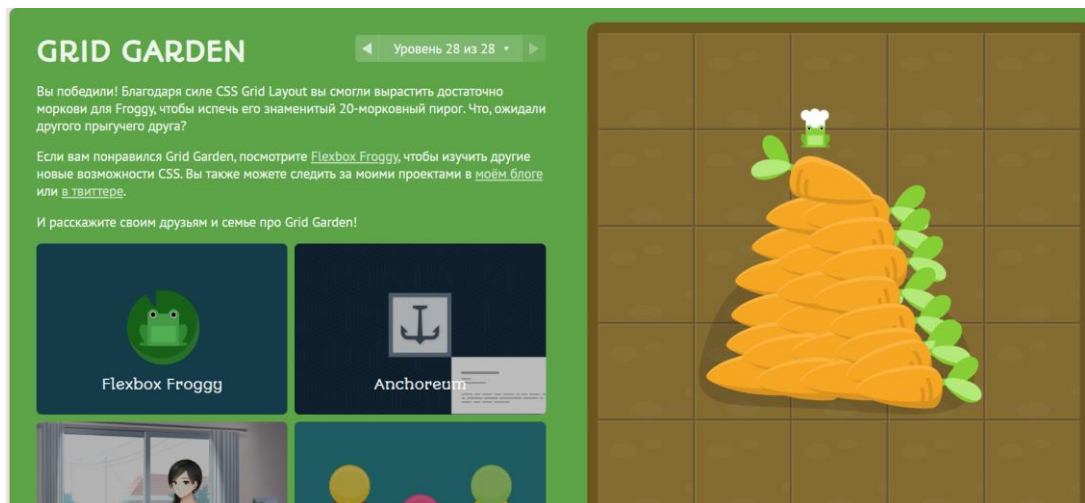 GRID GARDEN
Уровень 28 из 28
Вы победили! Благодаря силе CSS Grid Layout вы смогли вырастить достаточно
моркови для Froggy, чтобы испечь его знаменитый 20-морковный пирог. Что, ожидали
другого прыгучего друга?
Если вам понравился Grid Garden, посмотрите Flexbox Froggy, чтобы изучить другие
новые возможности CSS. Вы также можете следить за моими проектами в моём блоге
или в твиттере.
И расскажите своим друзьям и семье про Grid Garden!
Flexbox Froggy
Anchoreum